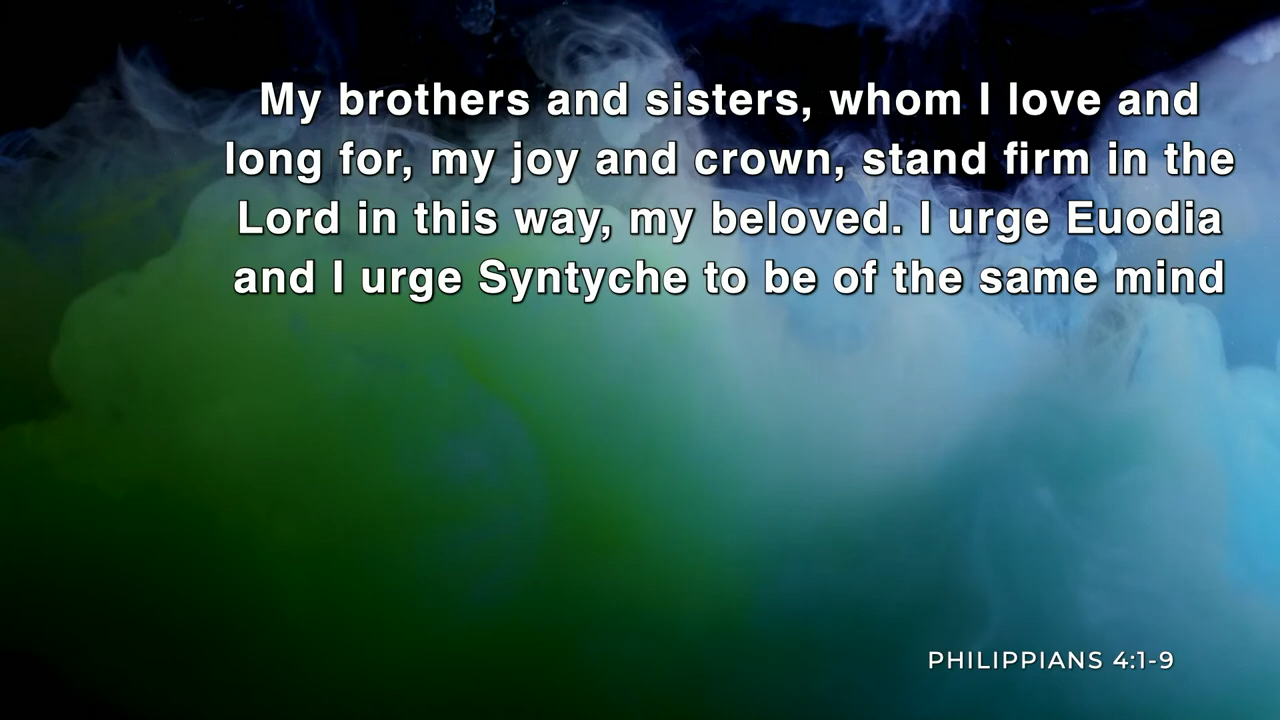 My brothers and sisters, whom I love and
long for, my joy and crown, stand firm in the
Lord in this way, my beloved. I urge Euodia
and I urge Syntyche to be of the same mind
PHILIPPIANS 4:1-9